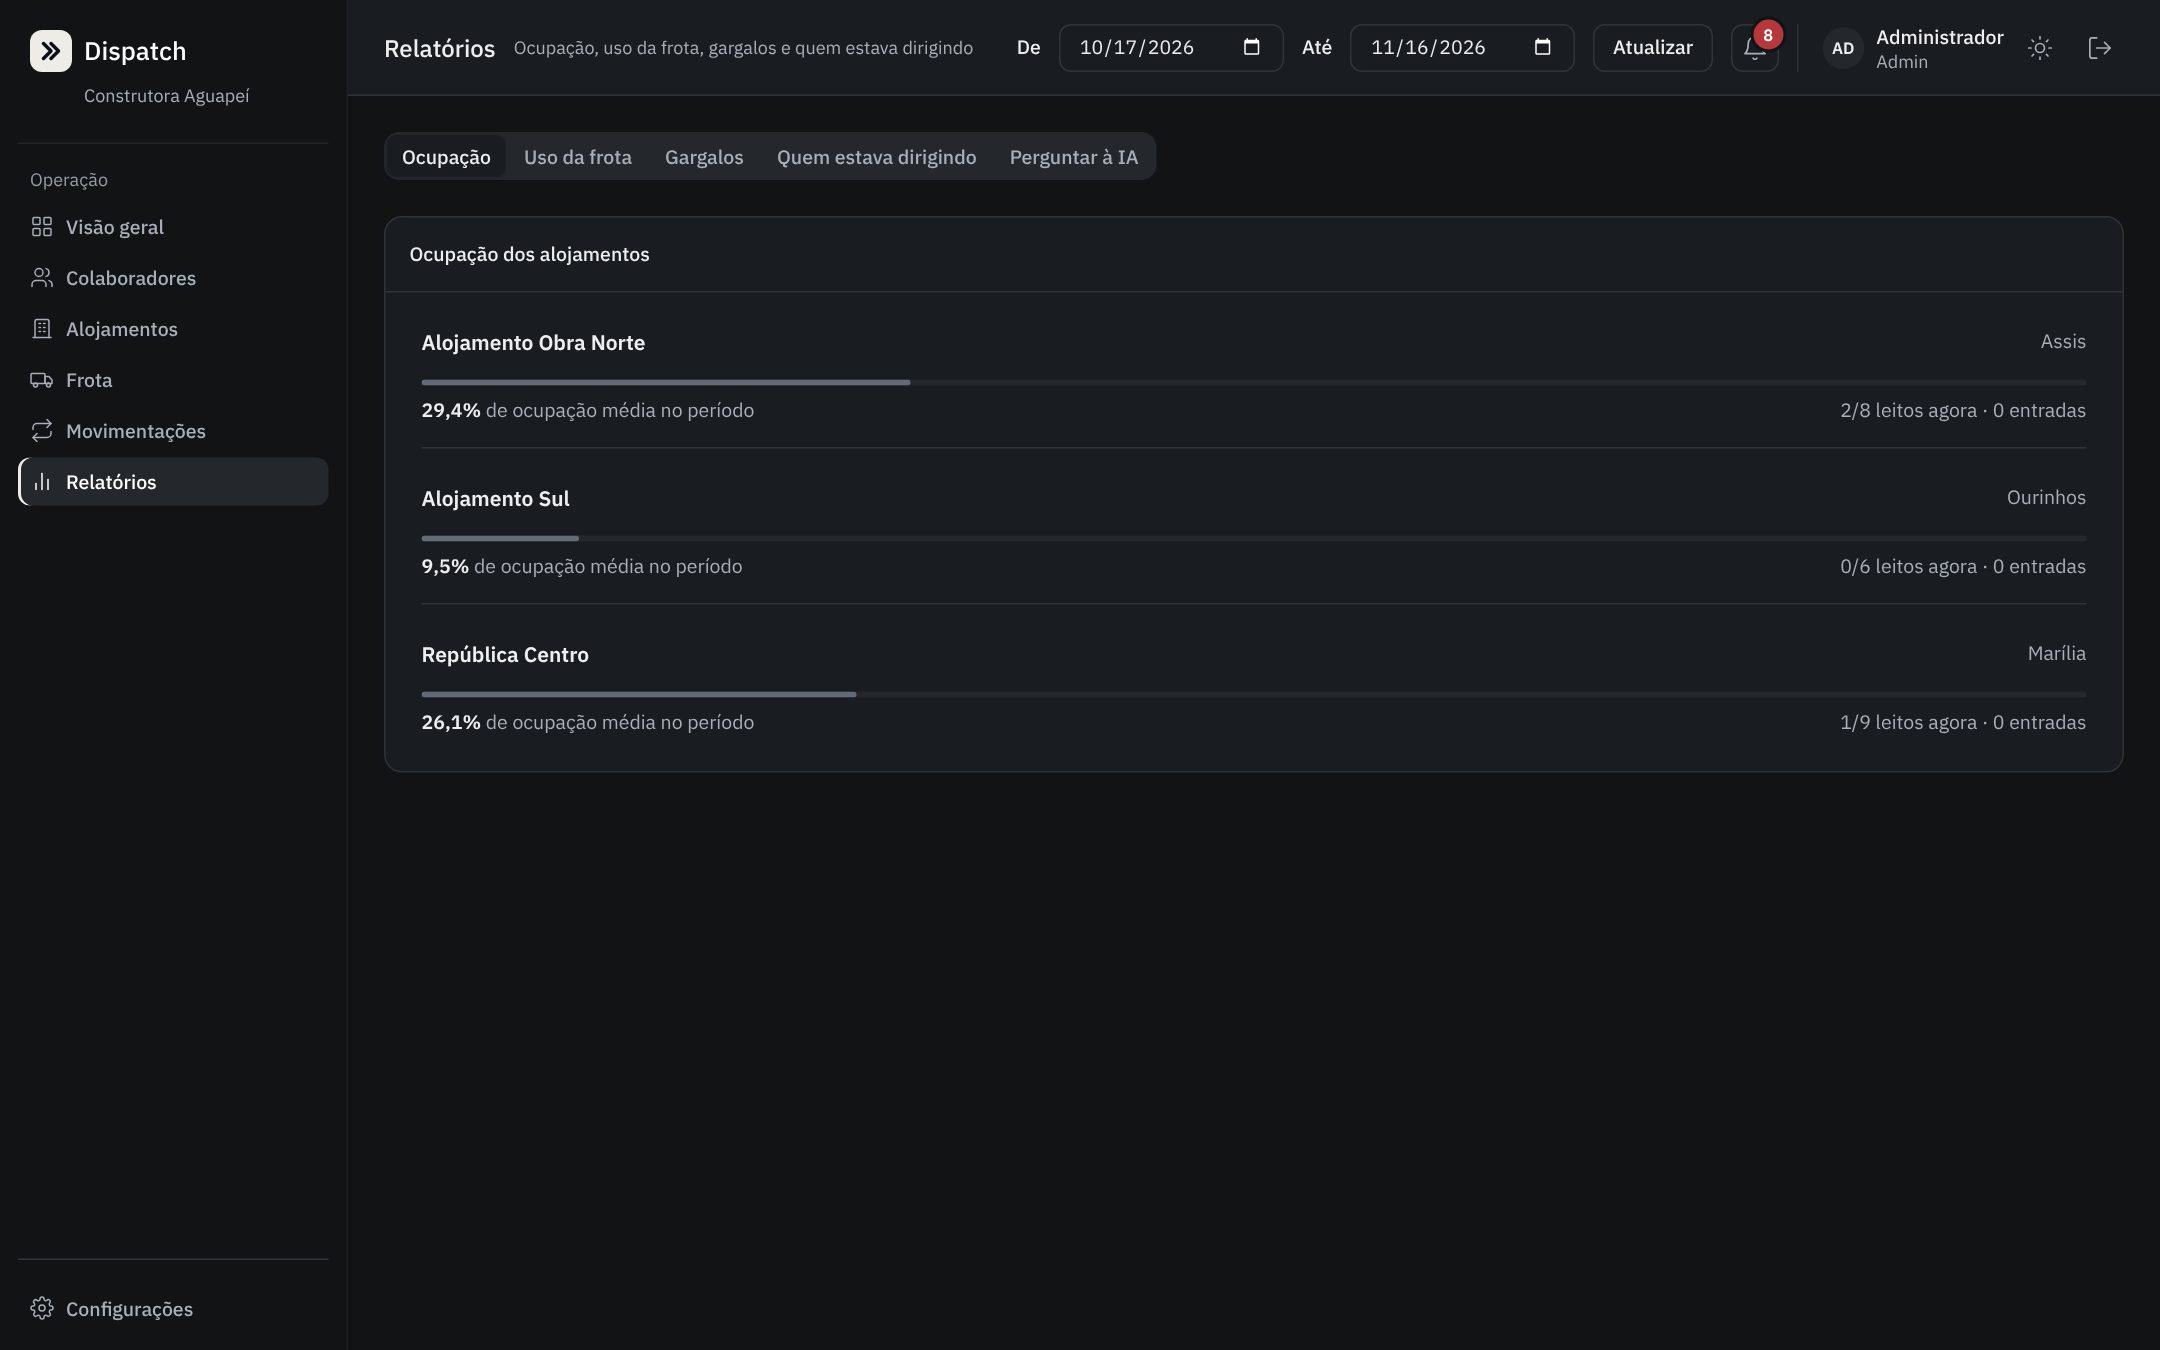 Dispatch
Construtora Aguapeí
Operação
Visão geral
Colaboradores
Alojamentos
Frota
Movimentações
Relatórios
Configurações
Relatórios Ocupação, uso da frota, gargalos e quem estava dirigindo De 10/17/2026 Até 11/16/2026 Atualizar 8 AD Administrador
Admin
Ocupação Uso da frota Gargalos Quem estava dirigindo Perguntar à IA
Ocupação dos alojamentos
Alojamento Obra Norte Assis
29,4% de ocupação média no período 2/8 leitos agora · 0 entradas
Alojamento Sul Ourinhos
9,5% de ocupação média no período 0/6 leitos agora · 0 entradas
República Centro Marília
26,1% de ocupação média no período 1/9 leitos agora · 0 entradas